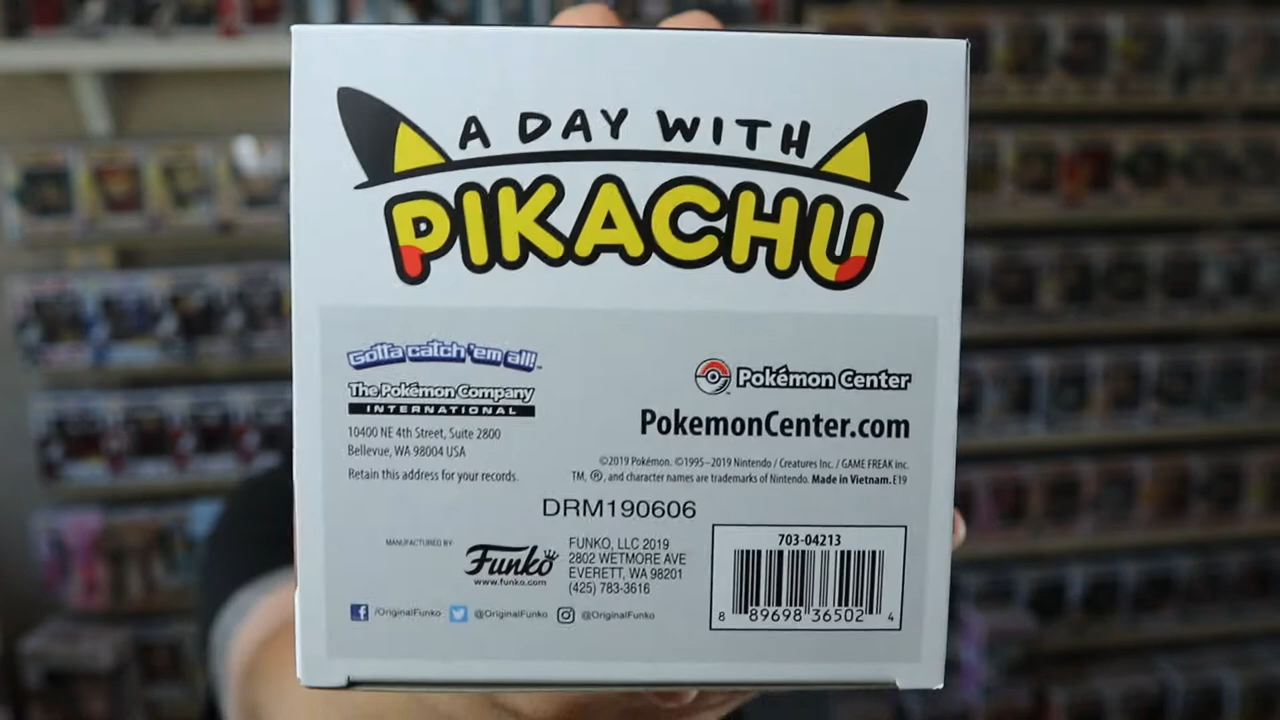 A DAY WITH
PIKACHU
Gotta catch 'em all!™
The Pokémon Company
INTERNATIONAL
10400 NE 4th Street, Suite 2800
Bellevue, WA 98004 USA
Retain this address for your records.
Pokémon Center
PokemonCenter.com
©2019 Pokémon. ©1995–2019 Nintendo / Creatures Inc. / GAME FREAK inc.
TM, ®, and character names are trademarks of Nintendo. Made in Vietnam. E19
DRM190606
MANUFACTURED BY:
Funko
www.funko.com
FUNKO, LLC 2019
2802 WETMORE AVE
EVERETT, WA 98201
(425) 783-3616
/OriginalFunko @OriginalFunko @OriginalFunko
703-04213
8 89698 36502 4